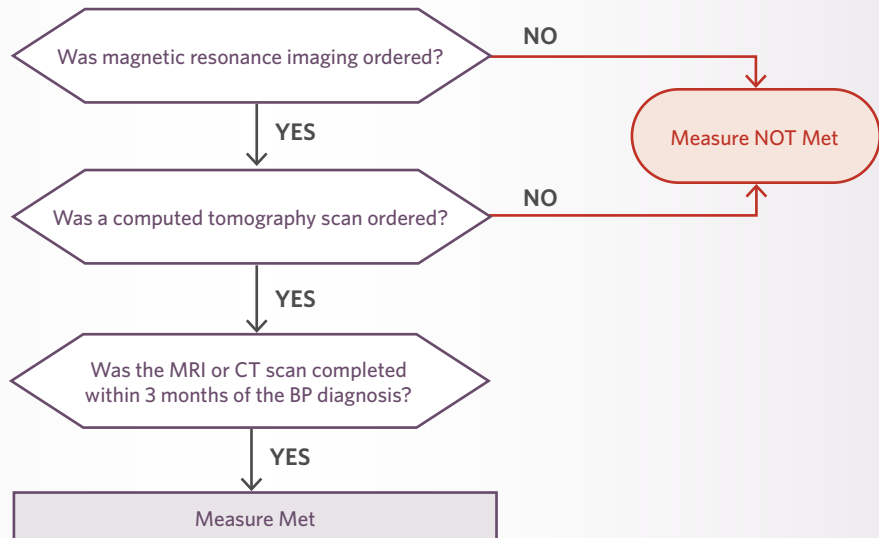 Was magnetic resonance imaging ordered?
NO
YES
Measure NOT Met
Was a computed tomography scan ordered?
NO
YES
Was the MRI or CT scan completed
within 3 months of the BP diagnosis?
YES
Measure Met